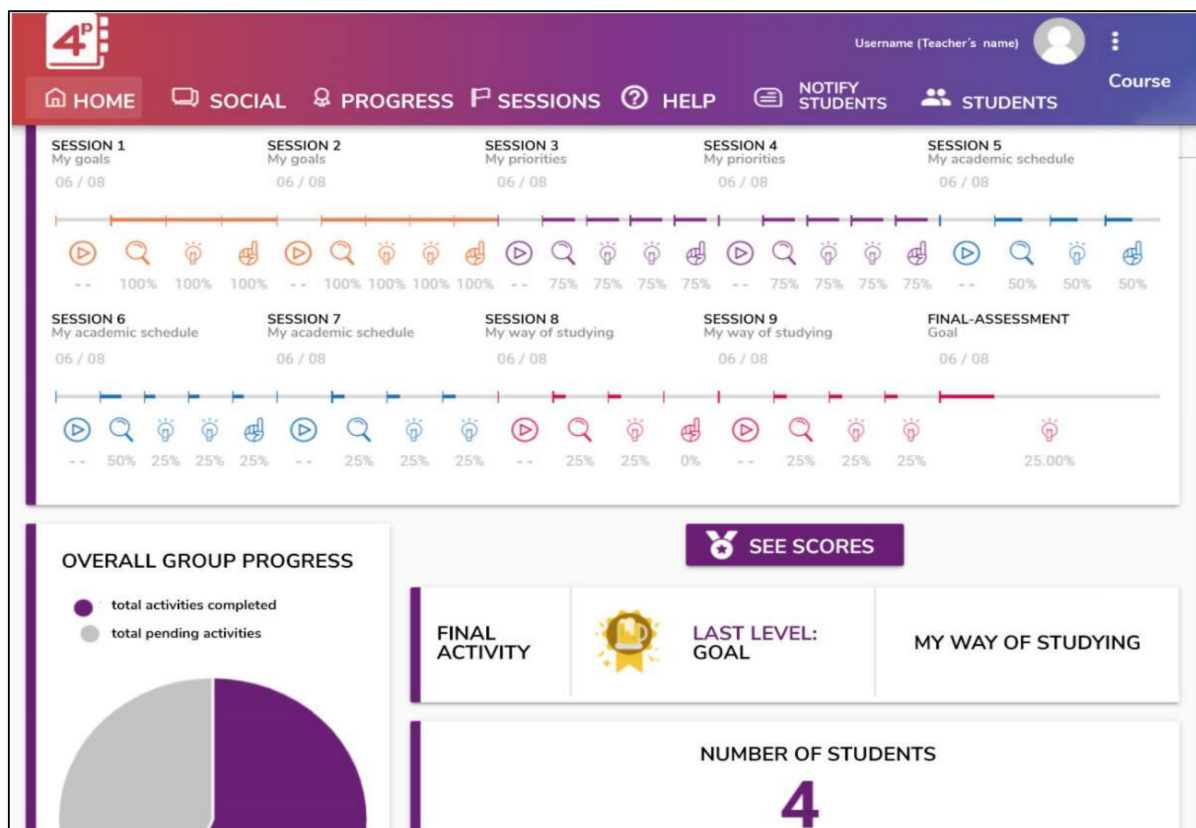 4P
Username (Teacher´s name)
HOME
SOCIAL
PROGRESS
SESSIONS
HELP
NOTIFY
STUDENTS
STUDENTS
Course
SESSION 1
My goals
06 / 08
SESSION 2
My goals
06 / 08
SESSION 3
My priorities
06 / 08
SESSION 4
My priorities
06 / 08
SESSION 5
My academic schedule
06 / 08
-- 100% 100% 100% -- 100% 100% 100% 100% -- 75% 75% 75% 75% -- 75% 75% 75% 75% -- 50% 50% 50%
SESSION 6
My academic schedule
06 / 08
SESSION 7
My academic schedule
06 / 08
SESSION 8
My way of studying
06 / 08
SESSION 9
My way of studying
06 / 08
FINAL-ASSESSMENT
Goal
06 / 08
-- 50% 25% 25% 25% -- 25% 25% 25% -- 25% 25% 0% -- 25% 25% 25% 25.00%
OVERALL GROUP PROGRESS
total activities completed
total pending activities
SEE SCORES
FINAL
ACTIVITY
LAST LEVEL:
GOAL
MY WAY OF STUDYING
NUMBER OF STUDENTS
4